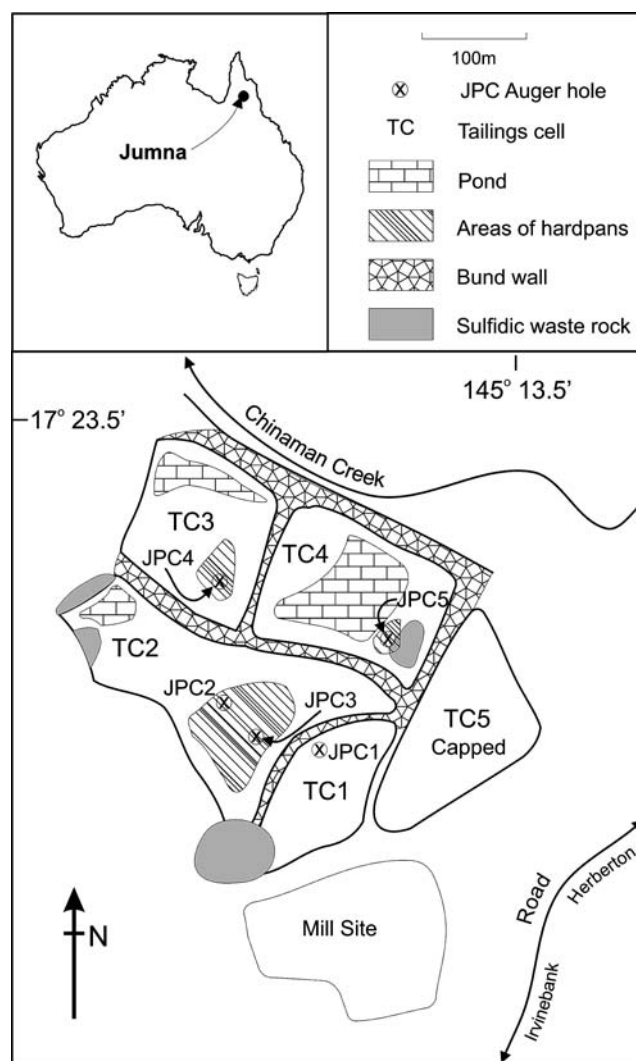 Jumna
100m
X JPC Auger hole
TC Tailings cell
Pond
Areas of hardpans
Bund wall
Sulfidic waste rock
145° 13.5'
17° 23.5'
Chinaman Creek
TC3
TC4
JPC4
X
JPC5
X
TC2
JPC2
X
JPC3
X
TC5
Capped
X JPC1
TC1
Mill Site
Road
Herberton
Irvinebank
N